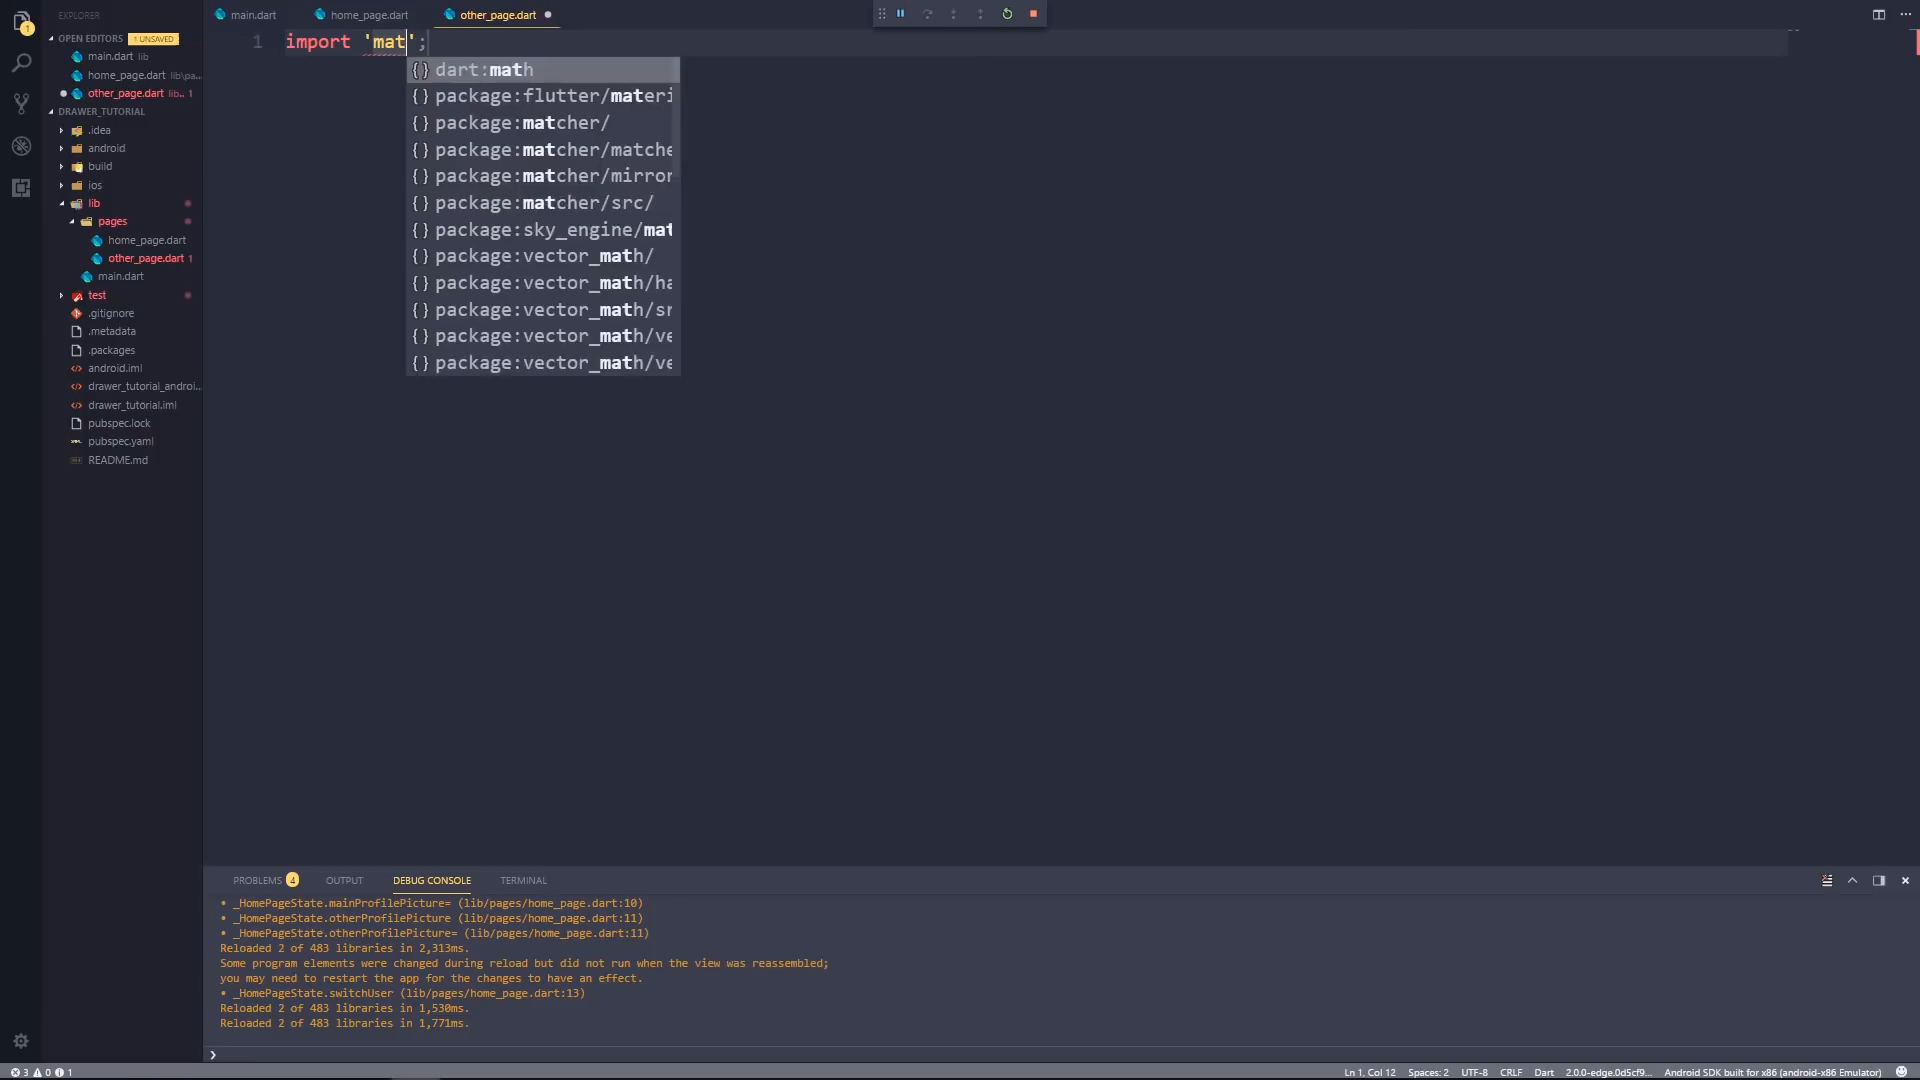 EXPLORER
OPEN EDITORS 1 UNSAVED
main.dart lib
home_page.dart lib\pa...
other_page.dart lib... 1
DRAWER_TUTORIAL
.idea
android
build
ios
lib
pages
home_page.dart
other_page.dart 1
main.dart
test
.gitignore
.metadata
.packages
android.iml
drawer_tutorial_androi...
drawer_tutorial.iml
pubspec.lock
pubspec.yaml
README.md
1
main.dart home_page.dart other_page.dart
1 import 'mat';
{} dart:math
{} package:flutter/materi
{} package:matcher/
{} package:matcher/matche
{} package:matcher/mirror
{} package:matcher/src/
{} package:sky_engine/mat
{} package:vector_math/
{} package:vector_math/ha
{} package:vector_math/sr
{} package:vector_math/ve
{} package:vector_math/ve
PROBLEMS 4 OUTPUT DEBUG CONSOLE TERMINAL
• _HomePageState.mainProfilePicture= (lib/pages/home_page.dart:10)
• _HomePageState.otherProfilePicture (lib/pages/home_page.dart:11)
• _HomePageState.otherProfilePicture= (lib/pages/home_page.dart:11)
Reloaded 2 of 483 libraries in 2,313ms.
Some program elements were changed during reload but did not run when the view was reassembled;
you may need to restart the app for the changes to have an effect.
• _HomePageState.switchUser (lib/pages/home_page.dart:13)
Reloaded 2 of 483 libraries in 1,530ms.
Reloaded 2 of 483 libraries in 1,771ms.
3 0 1
Ln 1, Col 12 Spaces: 2 UTF-8 CRLF Dart 2.0.0-edge.0d5cf9... Android SDK built for x86 (android-x86 Emulator)